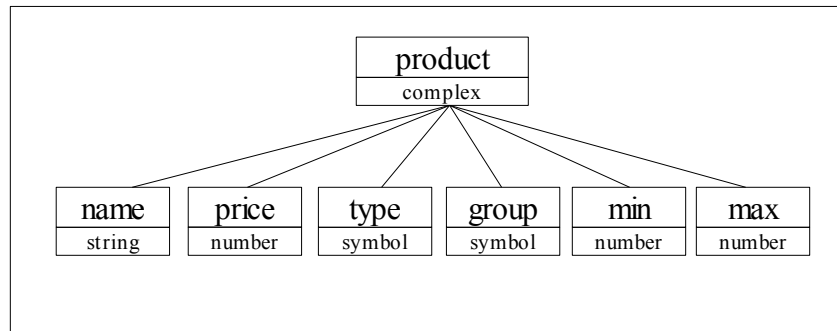 product
complex
name price type group min max
string number symbol symbol number number